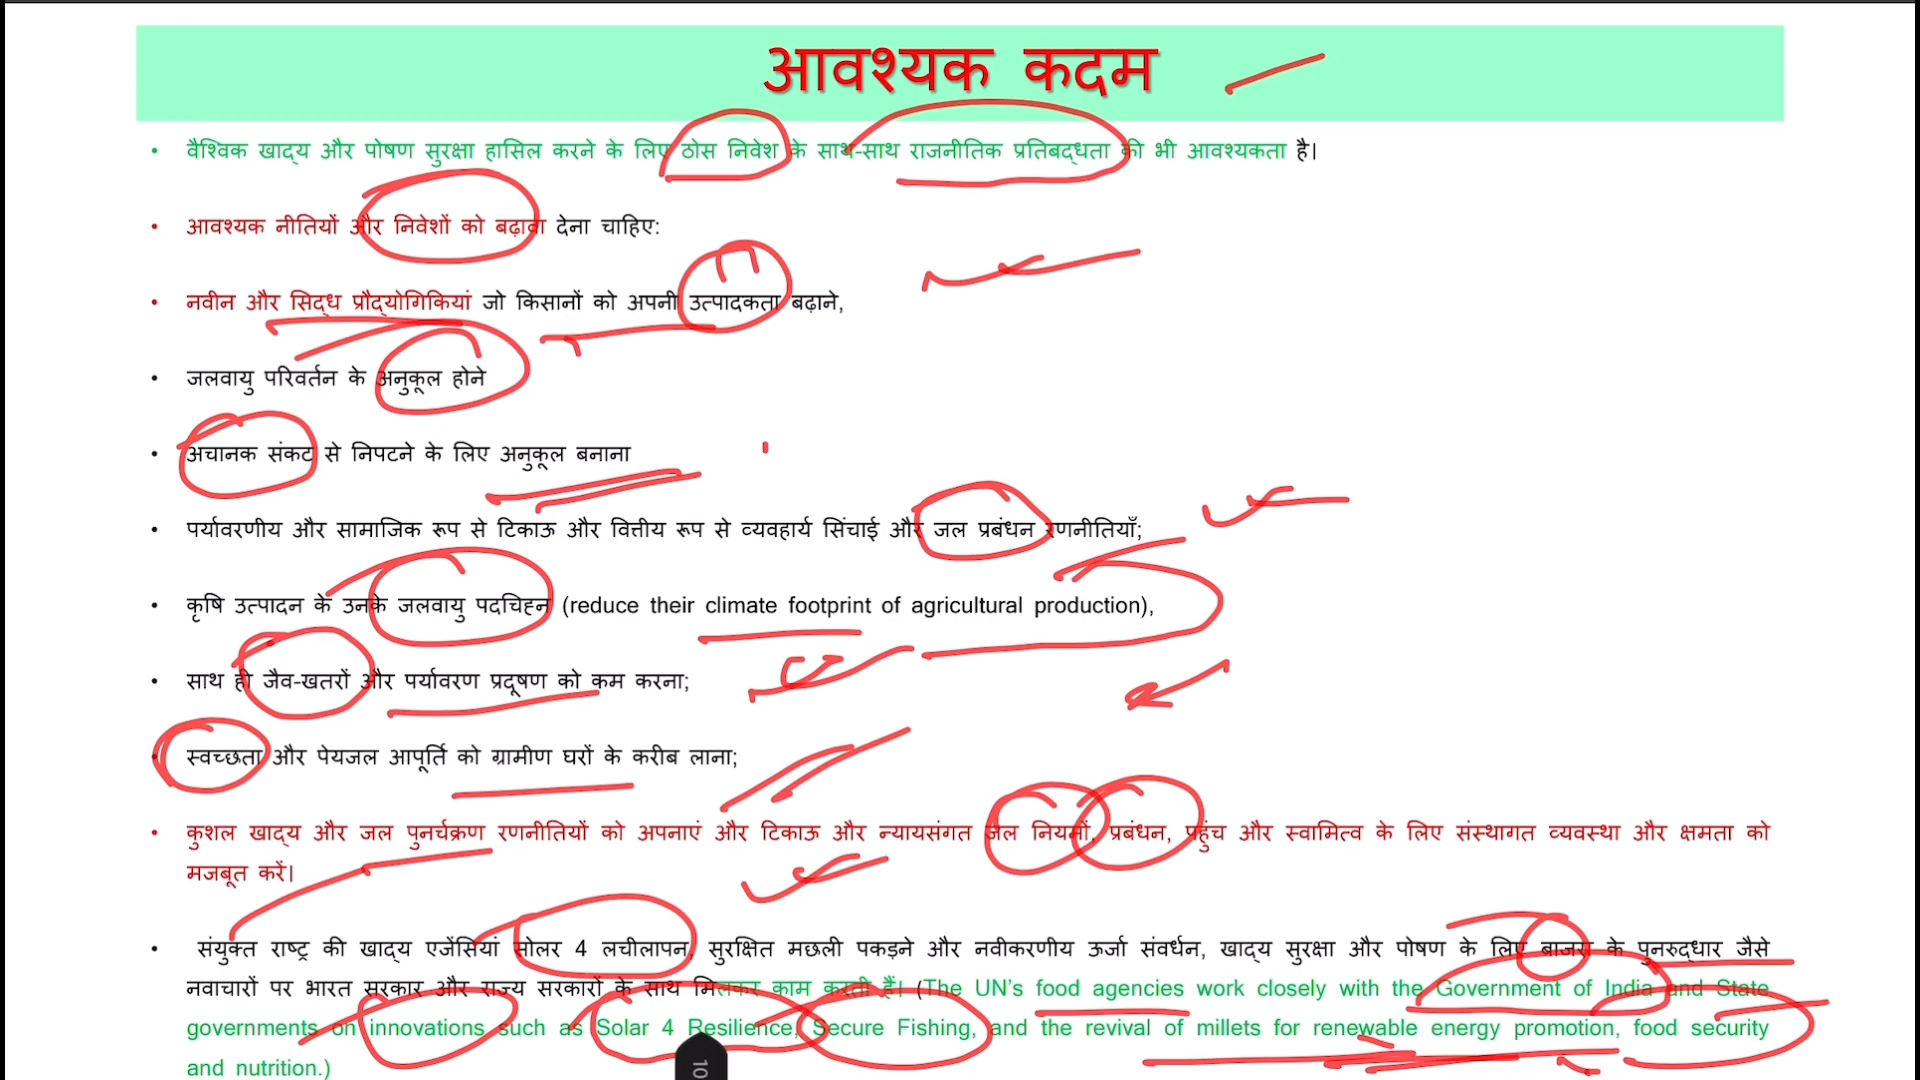 आवश्यक कदम
• वैश्विक खाद्य और पोषण सुरक्षा हासिल करने के लिए ठोस निवेश के साथ-साथ राजनीतिक प्रतिबद्धता की भी आवश्यकता है।
• आवश्यक नीतियों और निवेशों को बढ़ावा देना चाहिए:
• नवीन और सिद्ध प्रौद्योगिकियां जो किसानों को अपनी उत्पादकता बढ़ाने,
• जलवायु परिवर्तन के अनुकूल होने
• अचानक संकट से निपटने के लिए अनुकूल बनाना
• पर्यावरणीय और सामाजिक रूप से टिकाऊ और वित्तीय रूप से व्यवहार्य सिंचाई और जल प्रबंधन रणनीतियाँ;
• कृषि उत्पादन के उनके जलवायु पदचिह्न (reduce their climate footprint of agricultural production),
• साथ ही जैव-खतरों और पर्यावरण प्रदूषण को कम करना;
• स्वच्छता और पेयजल आपूर्ति को ग्रामीण घरों के करीब लाना;
• कुशल खाद्य और जल पुनर्चक्रण रणनीतियों को अपनाएं और टिकाऊ और न्यायसंगत जल नियमों, प्रबंधन, पहुंच और स्वामित्व के लिए संस्थागत व्यवस्था और क्षमता को
मजबूत करें।
• संयुक्त राष्ट्र की खाद्य एजेंसियां सोलर 4 लचीलापन, सुरक्षित मछली पकड़ने और नवीकरणीय ऊर्जा संवर्धन, खाद्य सुरक्षा और पोषण के लिए बाजरा के पुनरुद्धार जैसे
नवाचारों पर भारत सरकार और राज्य सरकारों के साथ मिलकर काम करती हैं। (The UN's food agencies work closely with the Government of India and State
governments on innovations such as Solar 4 Resilience, Secure Fishing, and the revival of millets for renewable energy promotion, food security
and nutrition.)
10